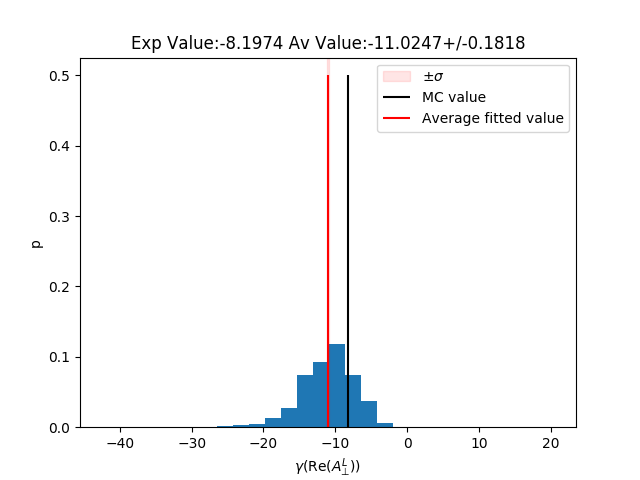 Exp Value:-8.1974 Av Value:-11.0247+/-0.1818
±σ
MC value
Average fitted value
p
0.5
0.4
0.3
0.2
0.1
0.0
−40 −30 −20 −10 0 10 20
γ(Re(A⊥ᴸ))